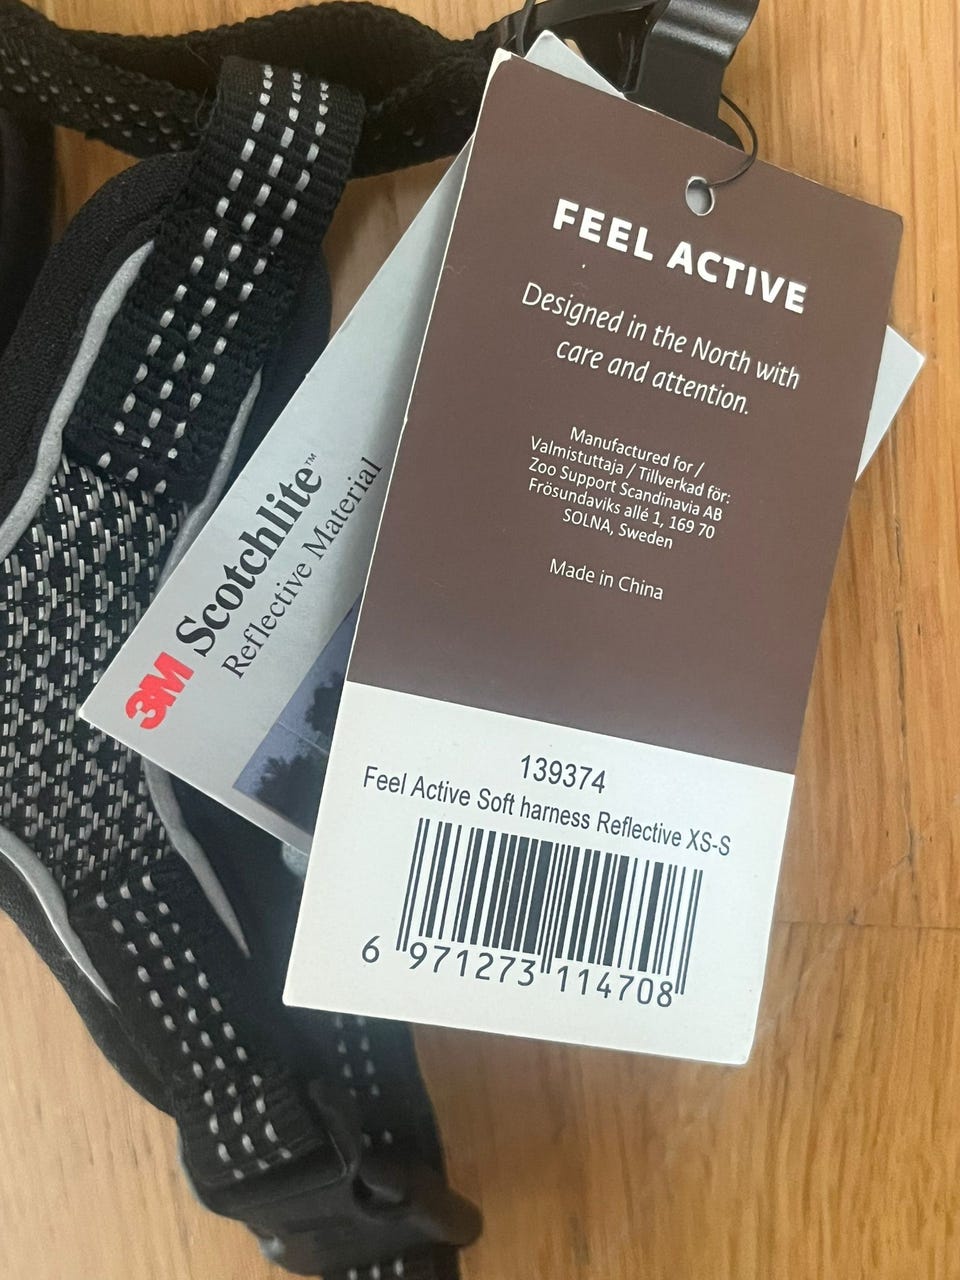 FEEL ACTIVE
Designed in the North with
care and attention.
Manufactured for /
Valmistuttaja / Tillverkad för:
Zoo Support Scandinavia AB
Frösundaviks allé 1, 169 70
SOLNA, Sweden
Made in China
139374
Feel Active Soft harness Reflective XS-S
6 971273 114708
3M Scotchlite™
Reflective Material